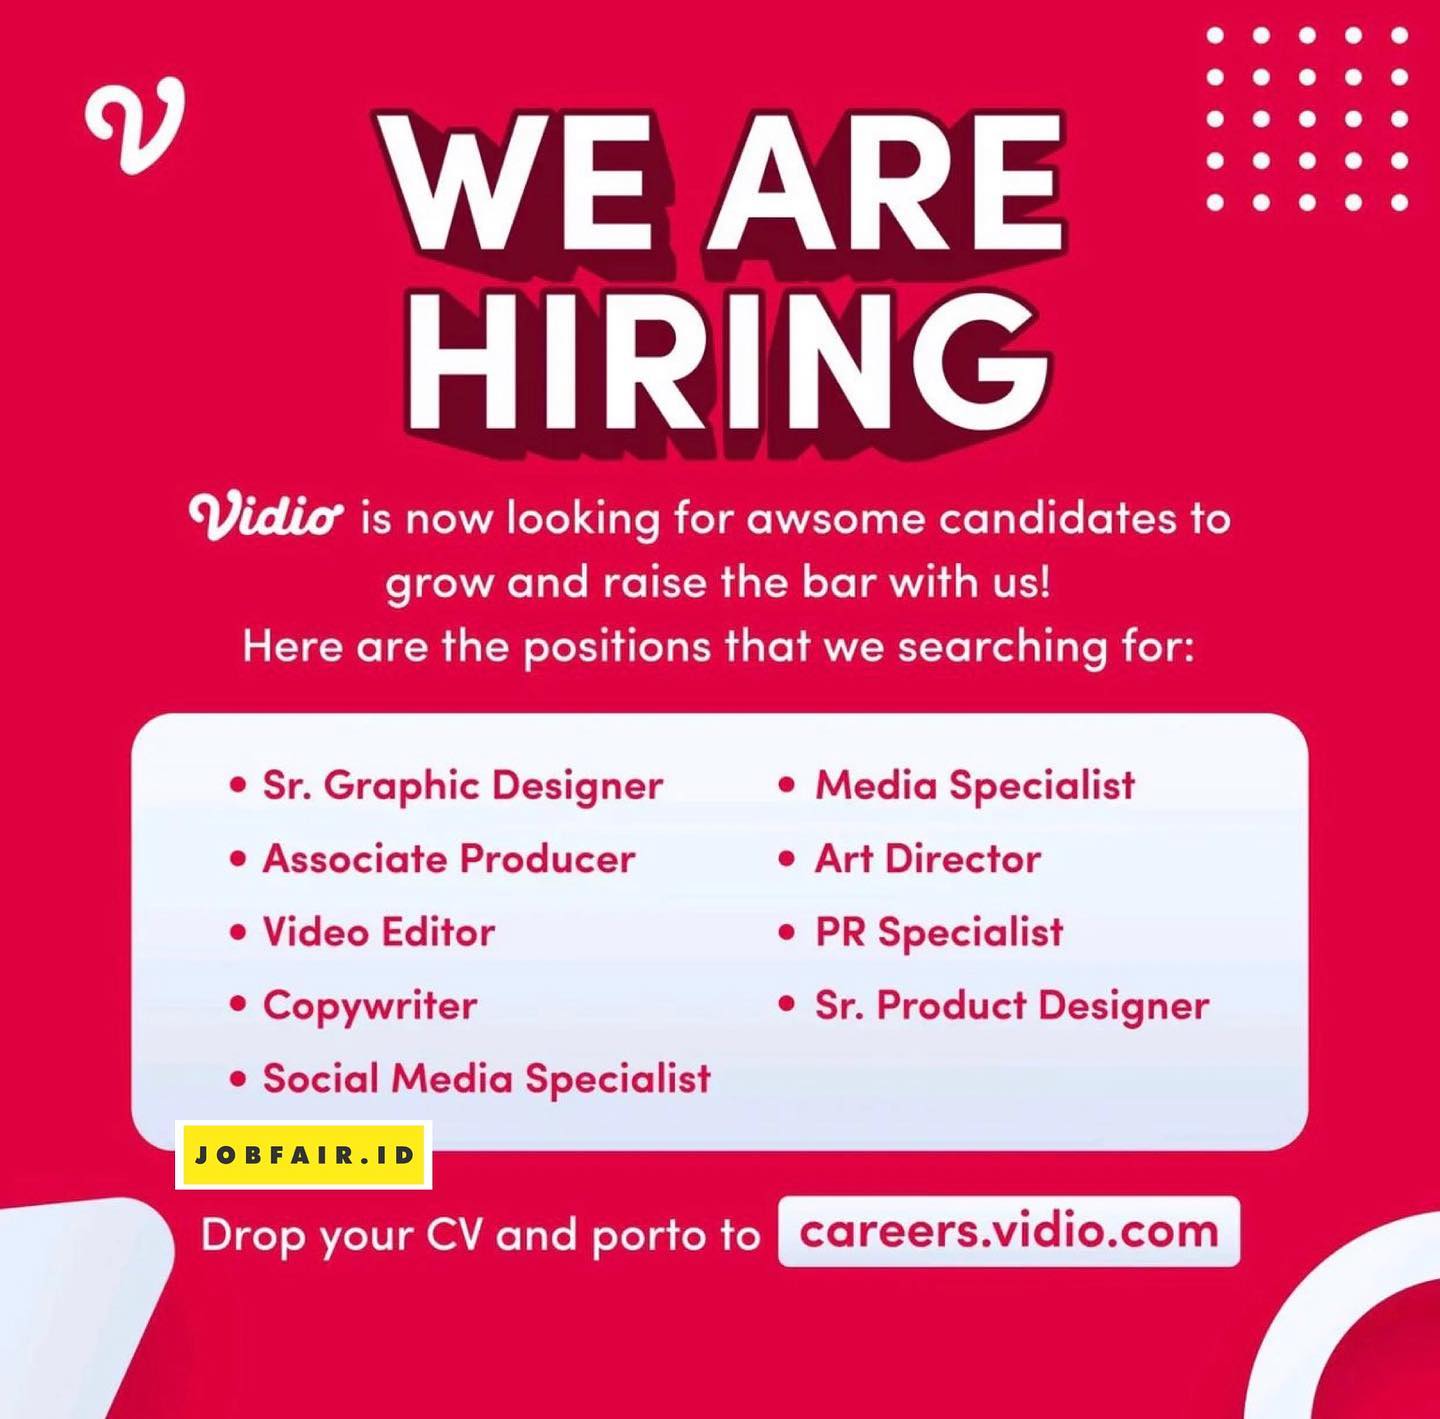 V
WE ARE
HIRING
Vidio is now looking for awsome candidates to
grow and raise the bar with us!
Here are the positions that we searching for:
• Sr. Graphic Designer
• Associate Producer
• Video Editor
• Copywriter
• Social Media Specialist
• Media Specialist
• Art Director
• PR Specialist
• Sr. Product Designer
JOBFAIR.ID
Drop your CV and porto to careers.vidio.com